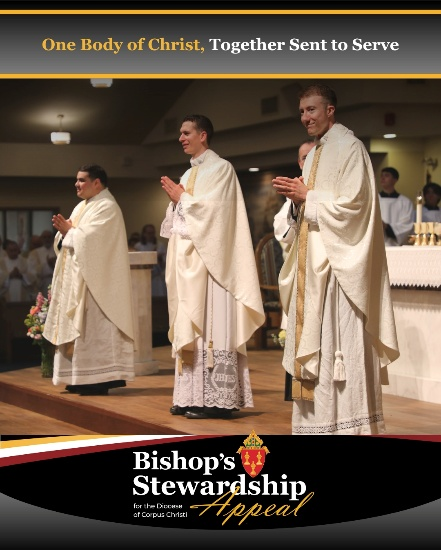 One Body of Christ, Together Sent to Serve
Bishop's
Stewardship
for the Diocese
of Corpus Christi
Appeal